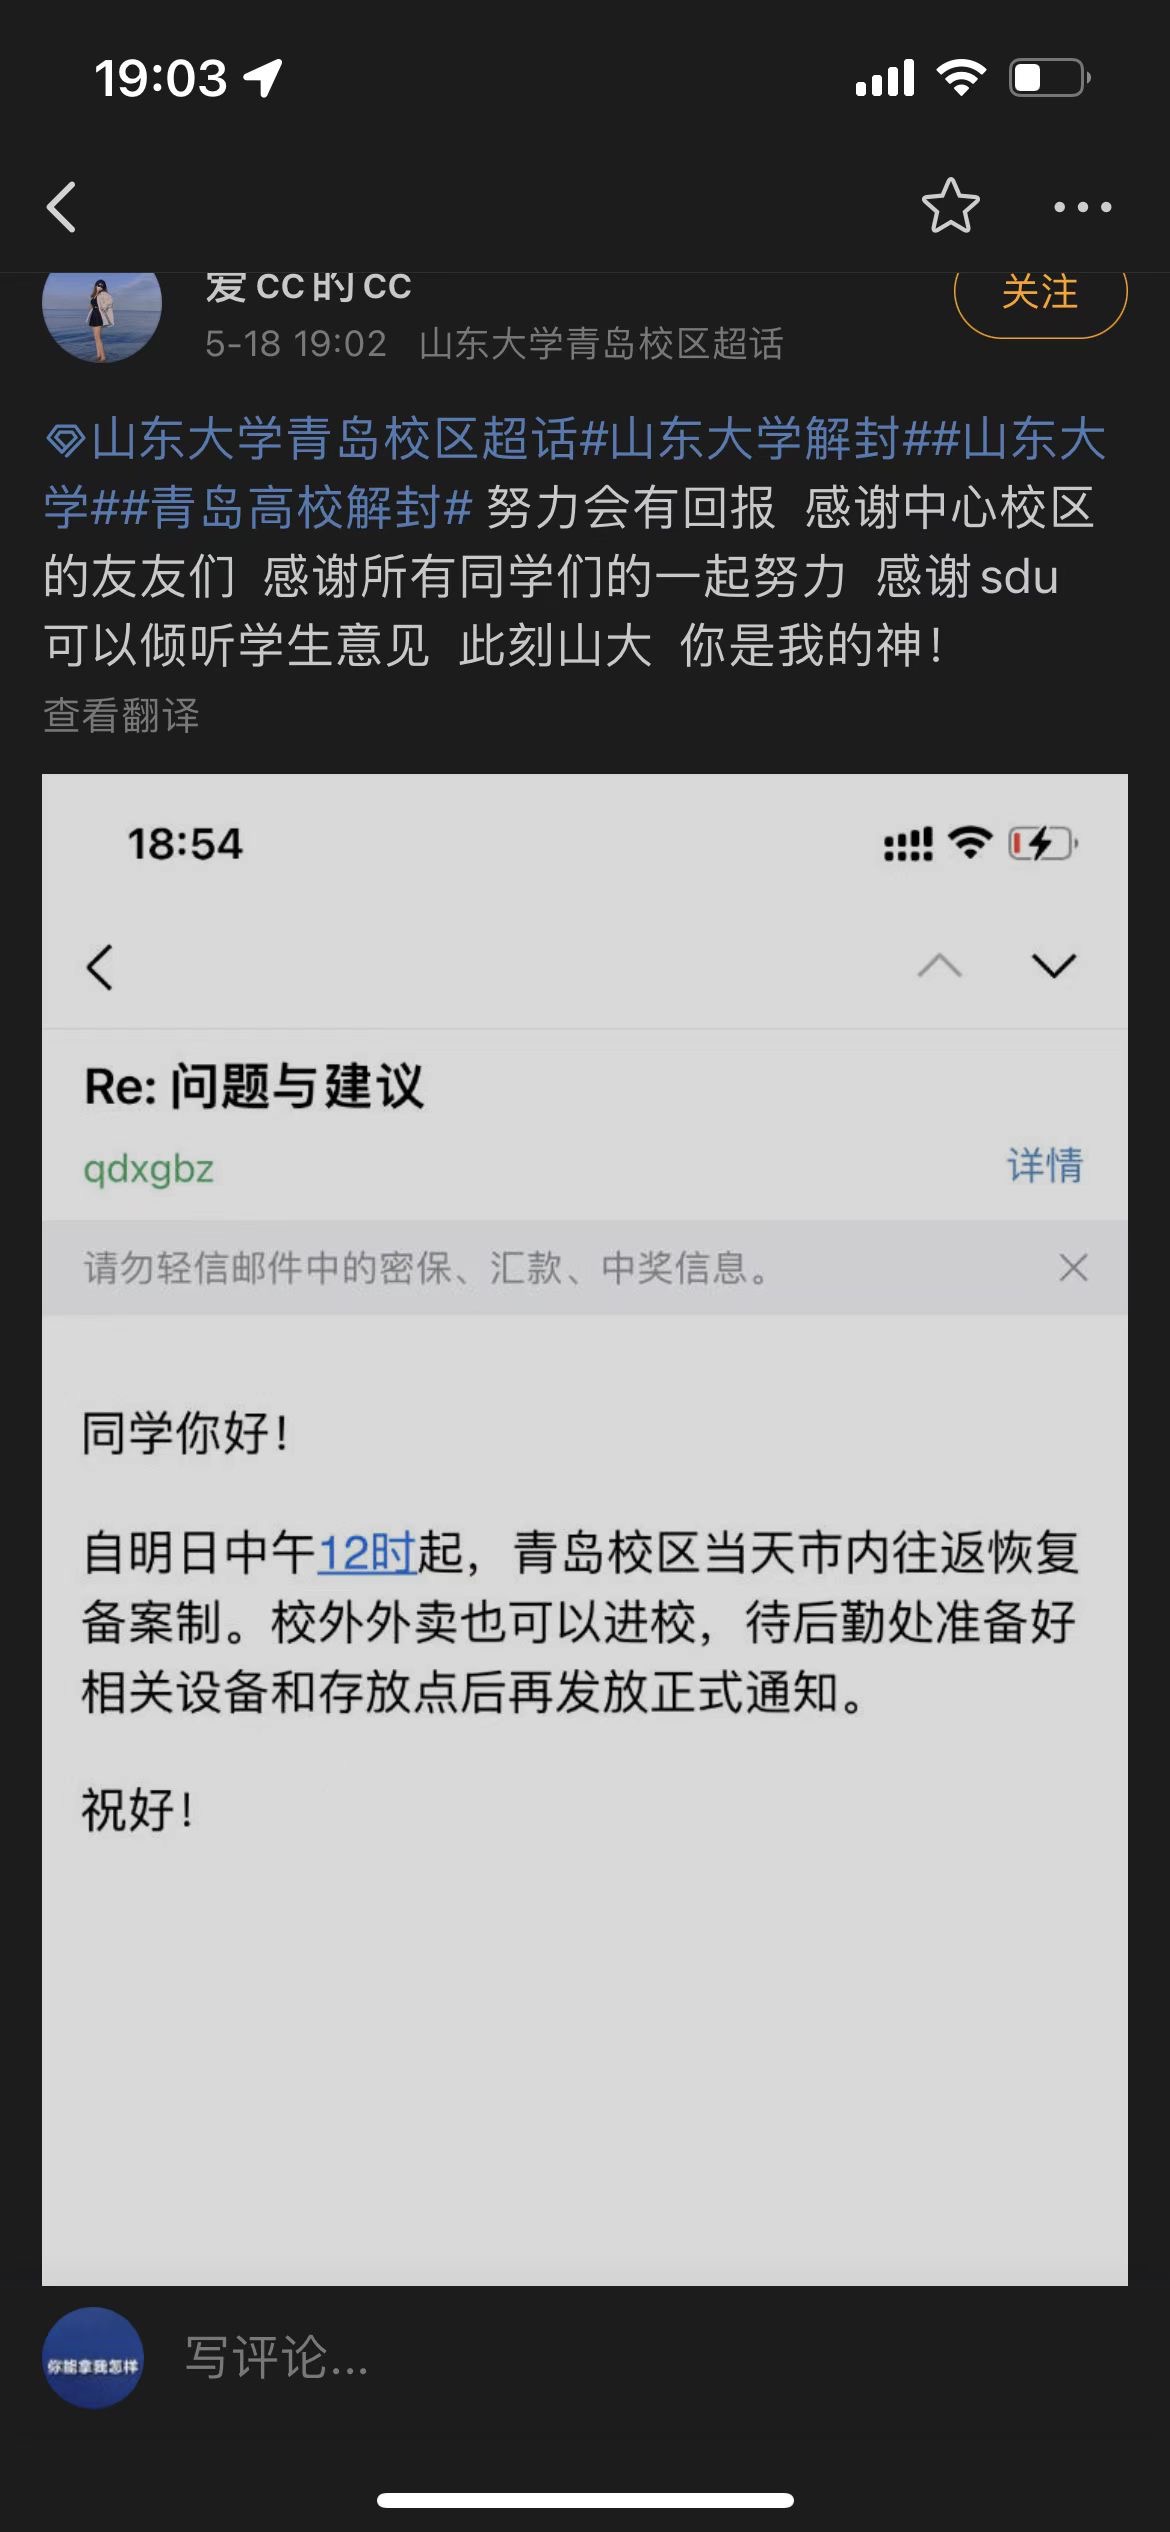 19:03
爱cc的cc
关注
5-18 19:02 山东大学青岛校区超话
山东大学青岛校区超话#山东大学解封##山东大
学##青岛高校解封# 努力会有回报 感谢中心校区
的友友们 感谢所有同学们的一起努力 感谢sdu
可以倾听学生意见 此刻山大 你是我的神！
查看翻译
18:54
Re: 问题与建议
qdxgbz 详情
请勿轻信邮件中的密保、汇款、中奖信息。
同学你好！
自明日中午12时起，青岛校区当天市内往返恢复
备案制。校外外卖也可以进校，待后勤处准备好
相关设备和存放点后再发放正式通知。
祝好！
你能拿我怎样
写评论...